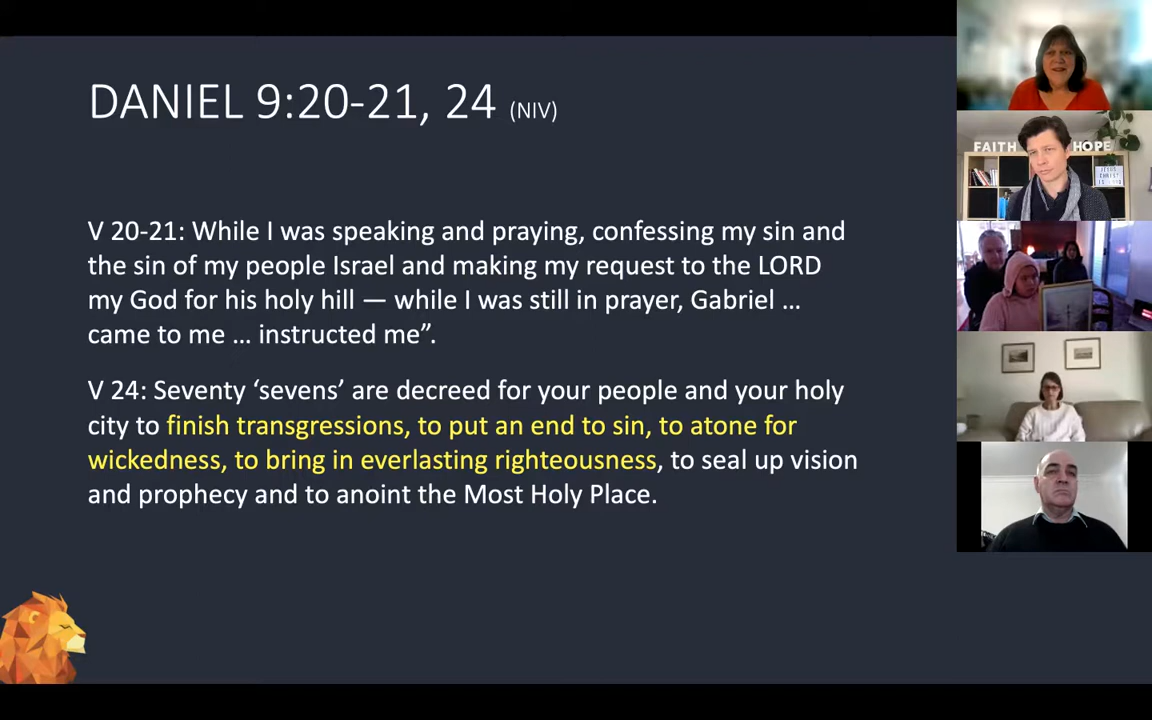 DANIEL 9:20-21, 24 (NIV)
V 20-21: While I was speaking and praying, confessing my sin and
the sin of my people Israel and making my request to the LORD
my God for his holy hill — while I was still in prayer, Gabriel ...
came to me ... instructed me”.
V 24: Seventy ‘sevens’ are decreed for your people and your holy
city to finish transgressions, to put an end to sin, to atone for
wickedness, to bring in everlasting righteousness, to seal up vision
and prophecy and to anoint the Most Holy Place.
FAITH HOPE
JESUS
CHRIST